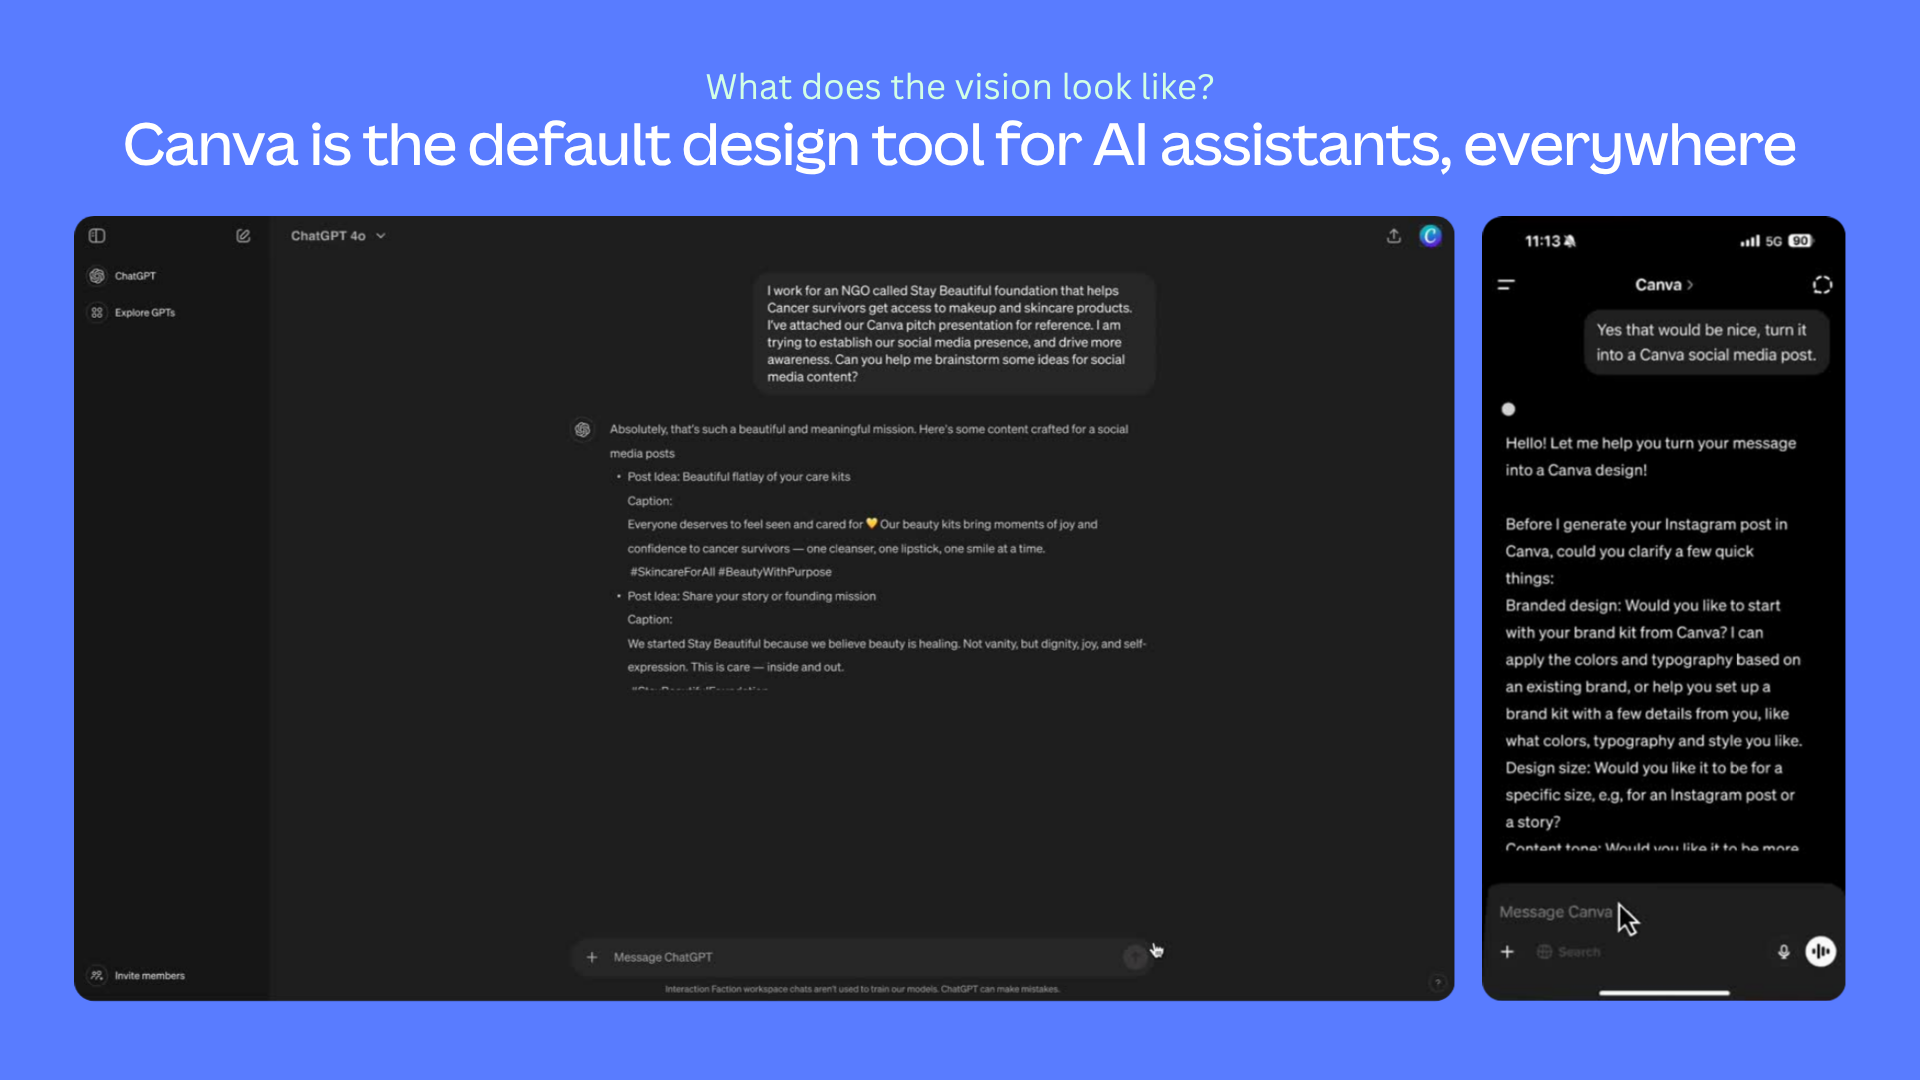 What does the vision look like?
Canva is the default design tool for AI assistants, everywhere
ChatGPT 4o
ChatGPT
Explore GPTs
I work for an NGO called Stay Beautiful foundation that helps
Cancer survivors get access to makeup and skincare products.
I've attached our Canva pitch presentation for reference. I am
trying to establish our social media presence, and drive more
awareness. Can you help me brainstorm some ideas for social
media content?
Absolutely, that's such a beautiful and meaningful mission. Here's some content crafted for a social
media posts
• Post Idea: Beautiful flatlay of your care kits
Caption:
Everyone deserves to feel seen and cared for 💛 Our beauty kits bring moments of joy and
confidence to cancer survivors — one cleanser, one lipstick, one smile at a time.
#SkincareForAll #BeautyWithPurpose
• Post Idea: Share your story or founding mission
Caption:
We started Stay Beautiful because we believe beauty is healing. Not vanity, but dignity, joy, and self-
expression. This is care — inside and out.
#StayBeautifulFoundation
Message ChatGPT
Interaction Faction workspace chats aren't used to train our models. ChatGPT can make mistakes.
?
Invite members
11:13
5G 90
Canva >
Yes that would be nice, turn it
into a Canva social media post.
Hello! Let me help you turn your message
into a Canva design!
Before I generate your Instagram post in
Canva, could you clarify a few quick
things:
Branded design: Would you like to start
with your brand kit from Canva? I can
apply the colors and typography based on
an existing brand, or help you set up a
brand kit with a few details from you, like
what colors, typography and style you like.
Design size: Would you like it to be for a
specific size, e.g, for an Instagram post or
a story?
Content tone: Would you like it to be more
Message Canva
Search